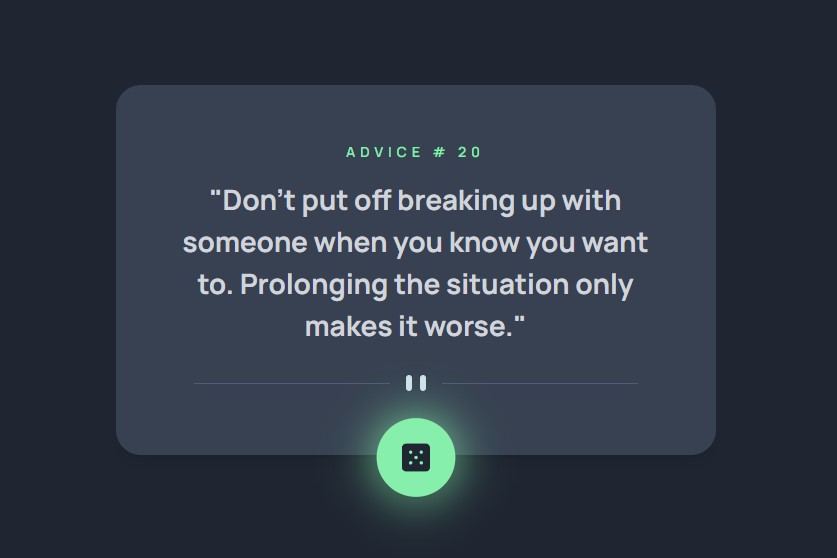 ADVICE # 20
"Don't put off breaking up with
someone when you know you want
to. Prolonging the situation only
makes it worse."